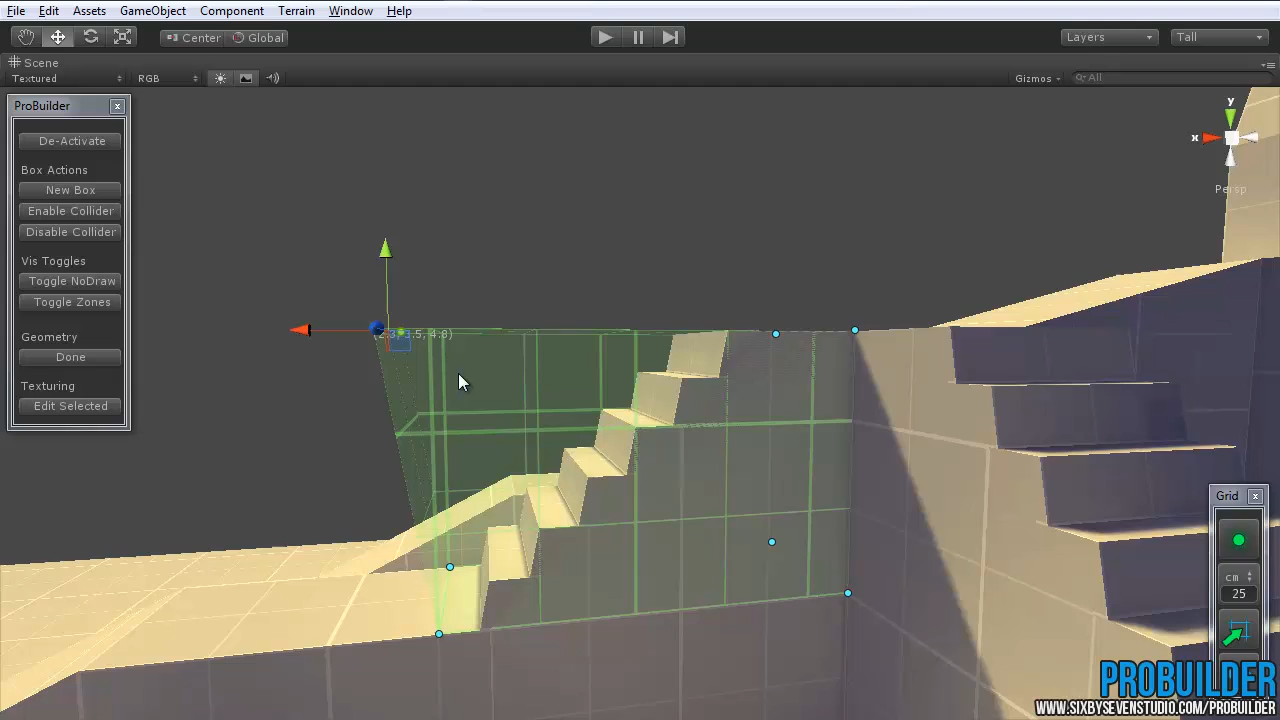 File Edit Assets GameObject Component Terrain Window Help
Center Global Layers Tall
Scene
Textured RGB Gizmos All
ProBuilder x
De-Activate
Box Actions
New Box
Enable Collider
Disable Collider
Vis Toggles
Toggle NoDraw
Toggle Zones
Geometry
Done
Texturing
Edit Selected
y
x
Persp
Grid x
cm
25
PROBUILDER
WWW.SIXBYSEVENSTUDIO.COM/PROBUILDER